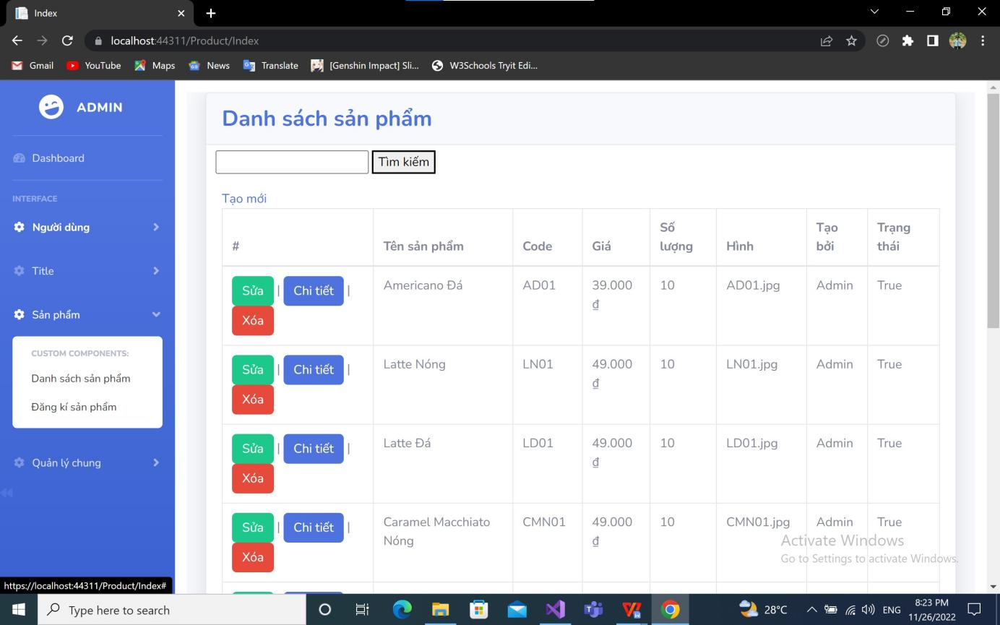 Index
localhost:44311/Product/Index
Gmail YouTube Maps News Translate [Genshin Impact] Sli... W3Schools Tryit Edi...
ADMIN
Dashboard
INTERFACE
Người dùng
Title
Sản phẩm
CUSTOM COMPONENTS:
Danh sách sản phẩm
Đăng kí sản phẩm
Quản lý chung
Danh sách sản phẩm
Tìm kiếm
Tạo mới
# Tên sản phẩm Code Giá Số lượng Hình Tạo bởi Trạng thái
Sửa | Chi tiết | Americano Đá AD01 39.000 10 AD01.jpg Admin True
Xóa ₫
Sửa | Chi tiết | Latte Nóng LN01 49.000 10 LN01.jpg Admin True
Xóa ₫
Sửa | Chi tiết | Latte Đá LD01 49.000 10 LD01.jpg Admin True
Xóa ₫
Sửa | Chi tiết | Caramel Macchiato CMN01 49.000 10 CMN01.jpg Admin True
Xóa Nóng ₫
Activate Windows
Go to Settings to activate Windows.
https://localhost:44311/Product/Index#
Type here to search
28°C ENG 8:23 PM
11/26/2022